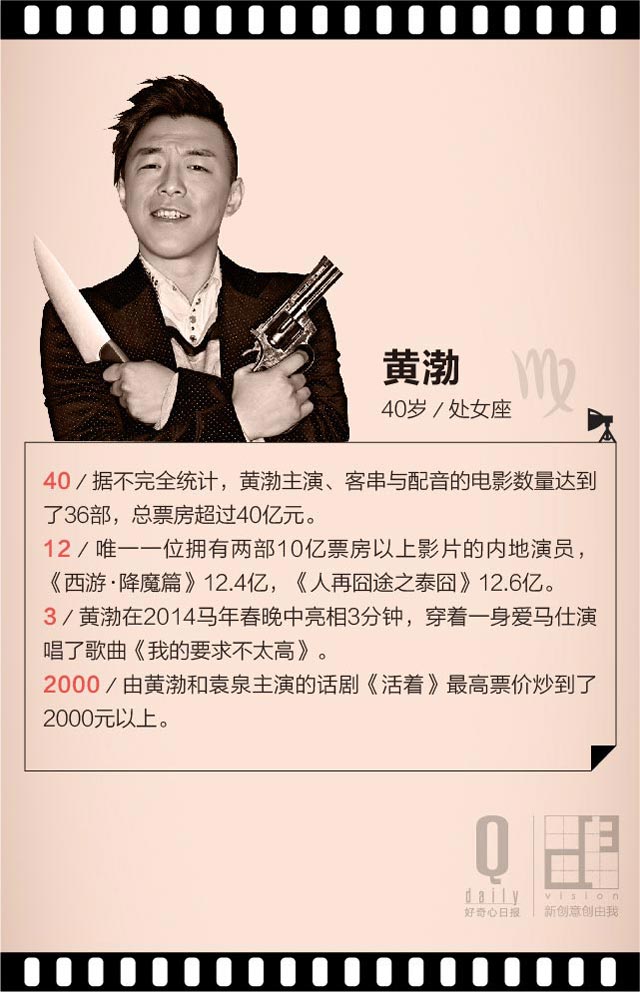 黄渤
40岁 / 处女座
40 / 据不完全统计，黄渤主演、客串与配音的电影数量达到
了36部，总票房超过40亿元。
12 / 唯一一位拥有两部10亿票房以上影片的内地演员，
《西游·降魔篇》12.4亿，《人再囧途之泰囧》12.6亿。
3 / 黄渤在2014马年春晚中亮相3分钟，穿着一身爱马仕演
唱了歌曲《我的要求不太高》。
2000 / 由黄渤和袁泉主演的话剧《活着》最高票价炒到了
2000元以上。
Q
daily
好奇心日报
vision
新创意创由我